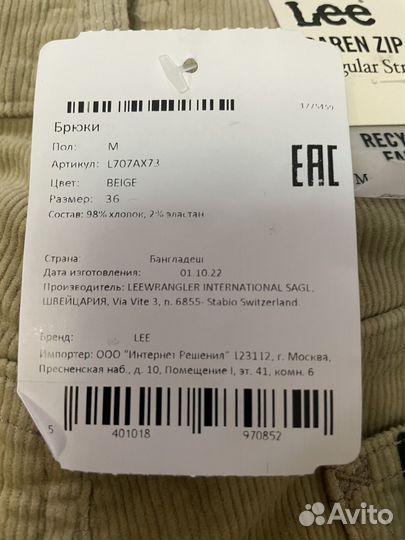 Lee
DAREN ZIP
gular Str
1775459
Брюки
Пол: М
Артикул: L707AX73
Цвет: BEIGE
Размер: 36
Состав: 98% хлопок, 2% эластан
EAC
RECY
M
Страна: Бангладеш
Дата изготовления: 01.10.22
Производитель: LEEWRANGLER INTERNATIONAL SAGL,
ШВЕЙЦАРИЯ, Via Vite 3, п. 6855- Stabio Switzerland.
Бренд: LEE
Импортер: ООО "Интернет Решения" 123112, г. Москва,
Пресненская наб., д. 10, Помещение I, эт. 41, комн. 6
5 401018 970852
Avito